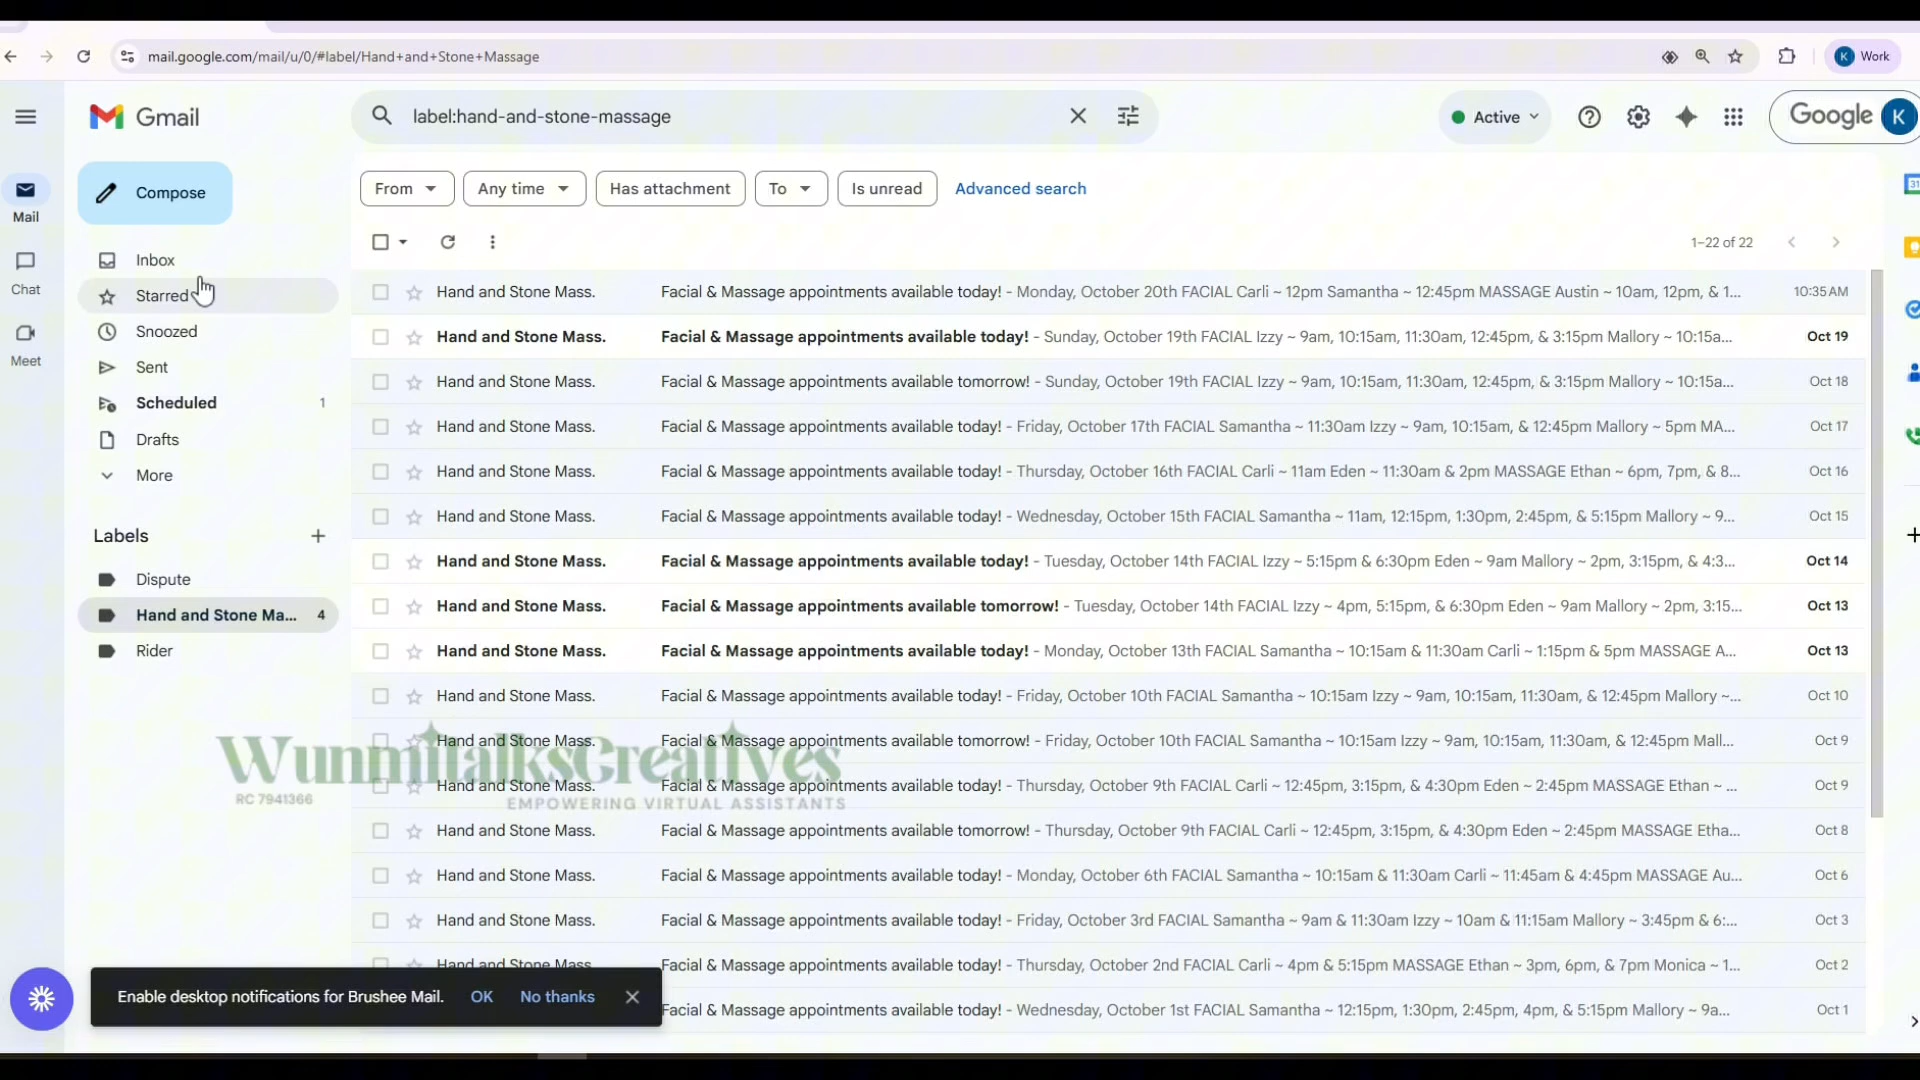 mail.google.com/mail/u/0/#label/Hand+and+Stone+Massage
K Work
Gmail
label:hand-and-stone-massage
Active
Google K
Compose
From Any time Has attachment To Is unread Advanced search
Mail
Chat
Meet
Inbox
Starred
Snoozed
Sent
Scheduled 1
Drafts
More
Labels
Dispute
Hand and Stone Ma... 4
Rider
1–22 of 22
31
Hand and Stone Mass. Facial & Massage appointments available today! - Monday, October 20th FACIAL Carli ~ 12pm Samantha ~ 12:45pm MASSAGE Austin ~ 10am, 12pm, & 1... 10:35 AM
Hand and Stone Mass. Facial & Massage appointments available today! - Sunday, October 19th FACIAL Izzy ~ 9am, 10:15am, 11:30am, 12:45pm, & 3:15pm Mallory ~ 10:15a... Oct 19
Hand and Stone Mass. Facial & Massage appointments available tomorrow! - Sunday, October 19th FACIAL Izzy ~ 9am, 10:15am, 11:30am, 12:45pm, & 3:15pm Mallory ~ 10:15a... Oct 18
Hand and Stone Mass. Facial & Massage appointments available today! - Friday, October 17th FACIAL Samantha ~ 11:30am Izzy ~ 9am, 10:15am, & 12:45pm Mallory ~ 5pm MA... Oct 17
Hand and Stone Mass. Facial & Massage appointments available today! - Thursday, October 16th FACIAL Carli ~ 11am Eden ~ 11:30am & 2pm MASSAGE Ethan ~ 6pm, 7pm, & 8... Oct 16
Hand and Stone Mass. Facial & Massage appointments available today! - Wednesday, October 15th FACIAL Samantha ~ 11am, 12:15pm, 1:30pm, 2:45pm, & 5:15pm Mallory ~ 9... Oct 15
Hand and Stone Mass. Facial & Massage appointments available today! - Tuesday, October 14th FACIAL Izzy ~ 5:15pm & 6:30pm Eden ~ 9am Mallory ~ 2pm, 3:15pm, & 4:3... Oct 14
Hand and Stone Mass. Facial & Massage appointments available tomorrow! - Tuesday, October 14th FACIAL Izzy ~ 4pm, 5:15pm, & 6:30pm Eden ~ 9am Mallory ~ 2pm, 3:15... Oct 13
Hand and Stone Mass. Facial & Massage appointments available today! - Monday, October 13th FACIAL Samantha ~ 10:15am & 11:30am Carli ~ 1:15pm & 5pm MASSAGE A... Oct 13
Hand and Stone Mass. Facial & Massage appointments available today! - Friday, October 10th FACIAL Samantha ~ 10:15am Izzy ~ 9am, 10:15am, 11:30am, & 12:45pm Mallory ~... Oct 10
Hand and Stone Mass. Facial & Massage appointments available tomorrow! - Friday, October 10th FACIAL Samantha ~ 10:15am Izzy ~ 9am, 10:15am, 11:30am, & 12:45pm Mall... Oct 9
Hand and Stone Mass. Facial & Massage appointments available today! - Thursday, October 9th FACIAL Carli ~ 12:45pm, 3:15pm, & 4:30pm Eden ~ 2:45pm MASSAGE Ethan ~ ... Oct 9
Hand and Stone Mass. Facial & Massage appointments available tomorrow! - Thursday, October 9th FACIAL Carli ~ 12:45pm, 3:15pm, & 4:30pm Eden ~ 2:45pm MASSAGE Etha... Oct 8
Hand and Stone Mass. Facial & Massage appointments available today! - Monday, October 6th FACIAL Samantha ~ 10:15am & 11:30am Carli ~ 11:45am & 4:45pm MASSAGE Au... Oct 6
Hand and Stone Mass. Facial & Massage appointments available today! - Friday, October 3rd FACIAL Samantha ~ 9am & 11:30am Izzy ~ 10am & 11:15am Mallory ~ 3:45pm & 6:... Oct 3
Hand and Stone Mass. Facial & Massage appointments available today! - Thursday, October 2nd FACIAL Carli ~ 4pm & 5:15pm MASSAGE Ethan ~ 3pm, 6pm, & 7pm Monica ~ 1... Oct 2
Facial & Massage appointments available today! - Wednesday, October 1st FACIAL Samantha ~ 12:15pm, 1:30pm, 2:45pm, 4pm, & 5:15pm Mallory ~ 9a... Oct 1
WunmitalksCreatives
RC 7941366
EMPOWERING VIRTUAL ASSISTANTS
Enable desktop notifications for Brushee Mail. OK No thanks